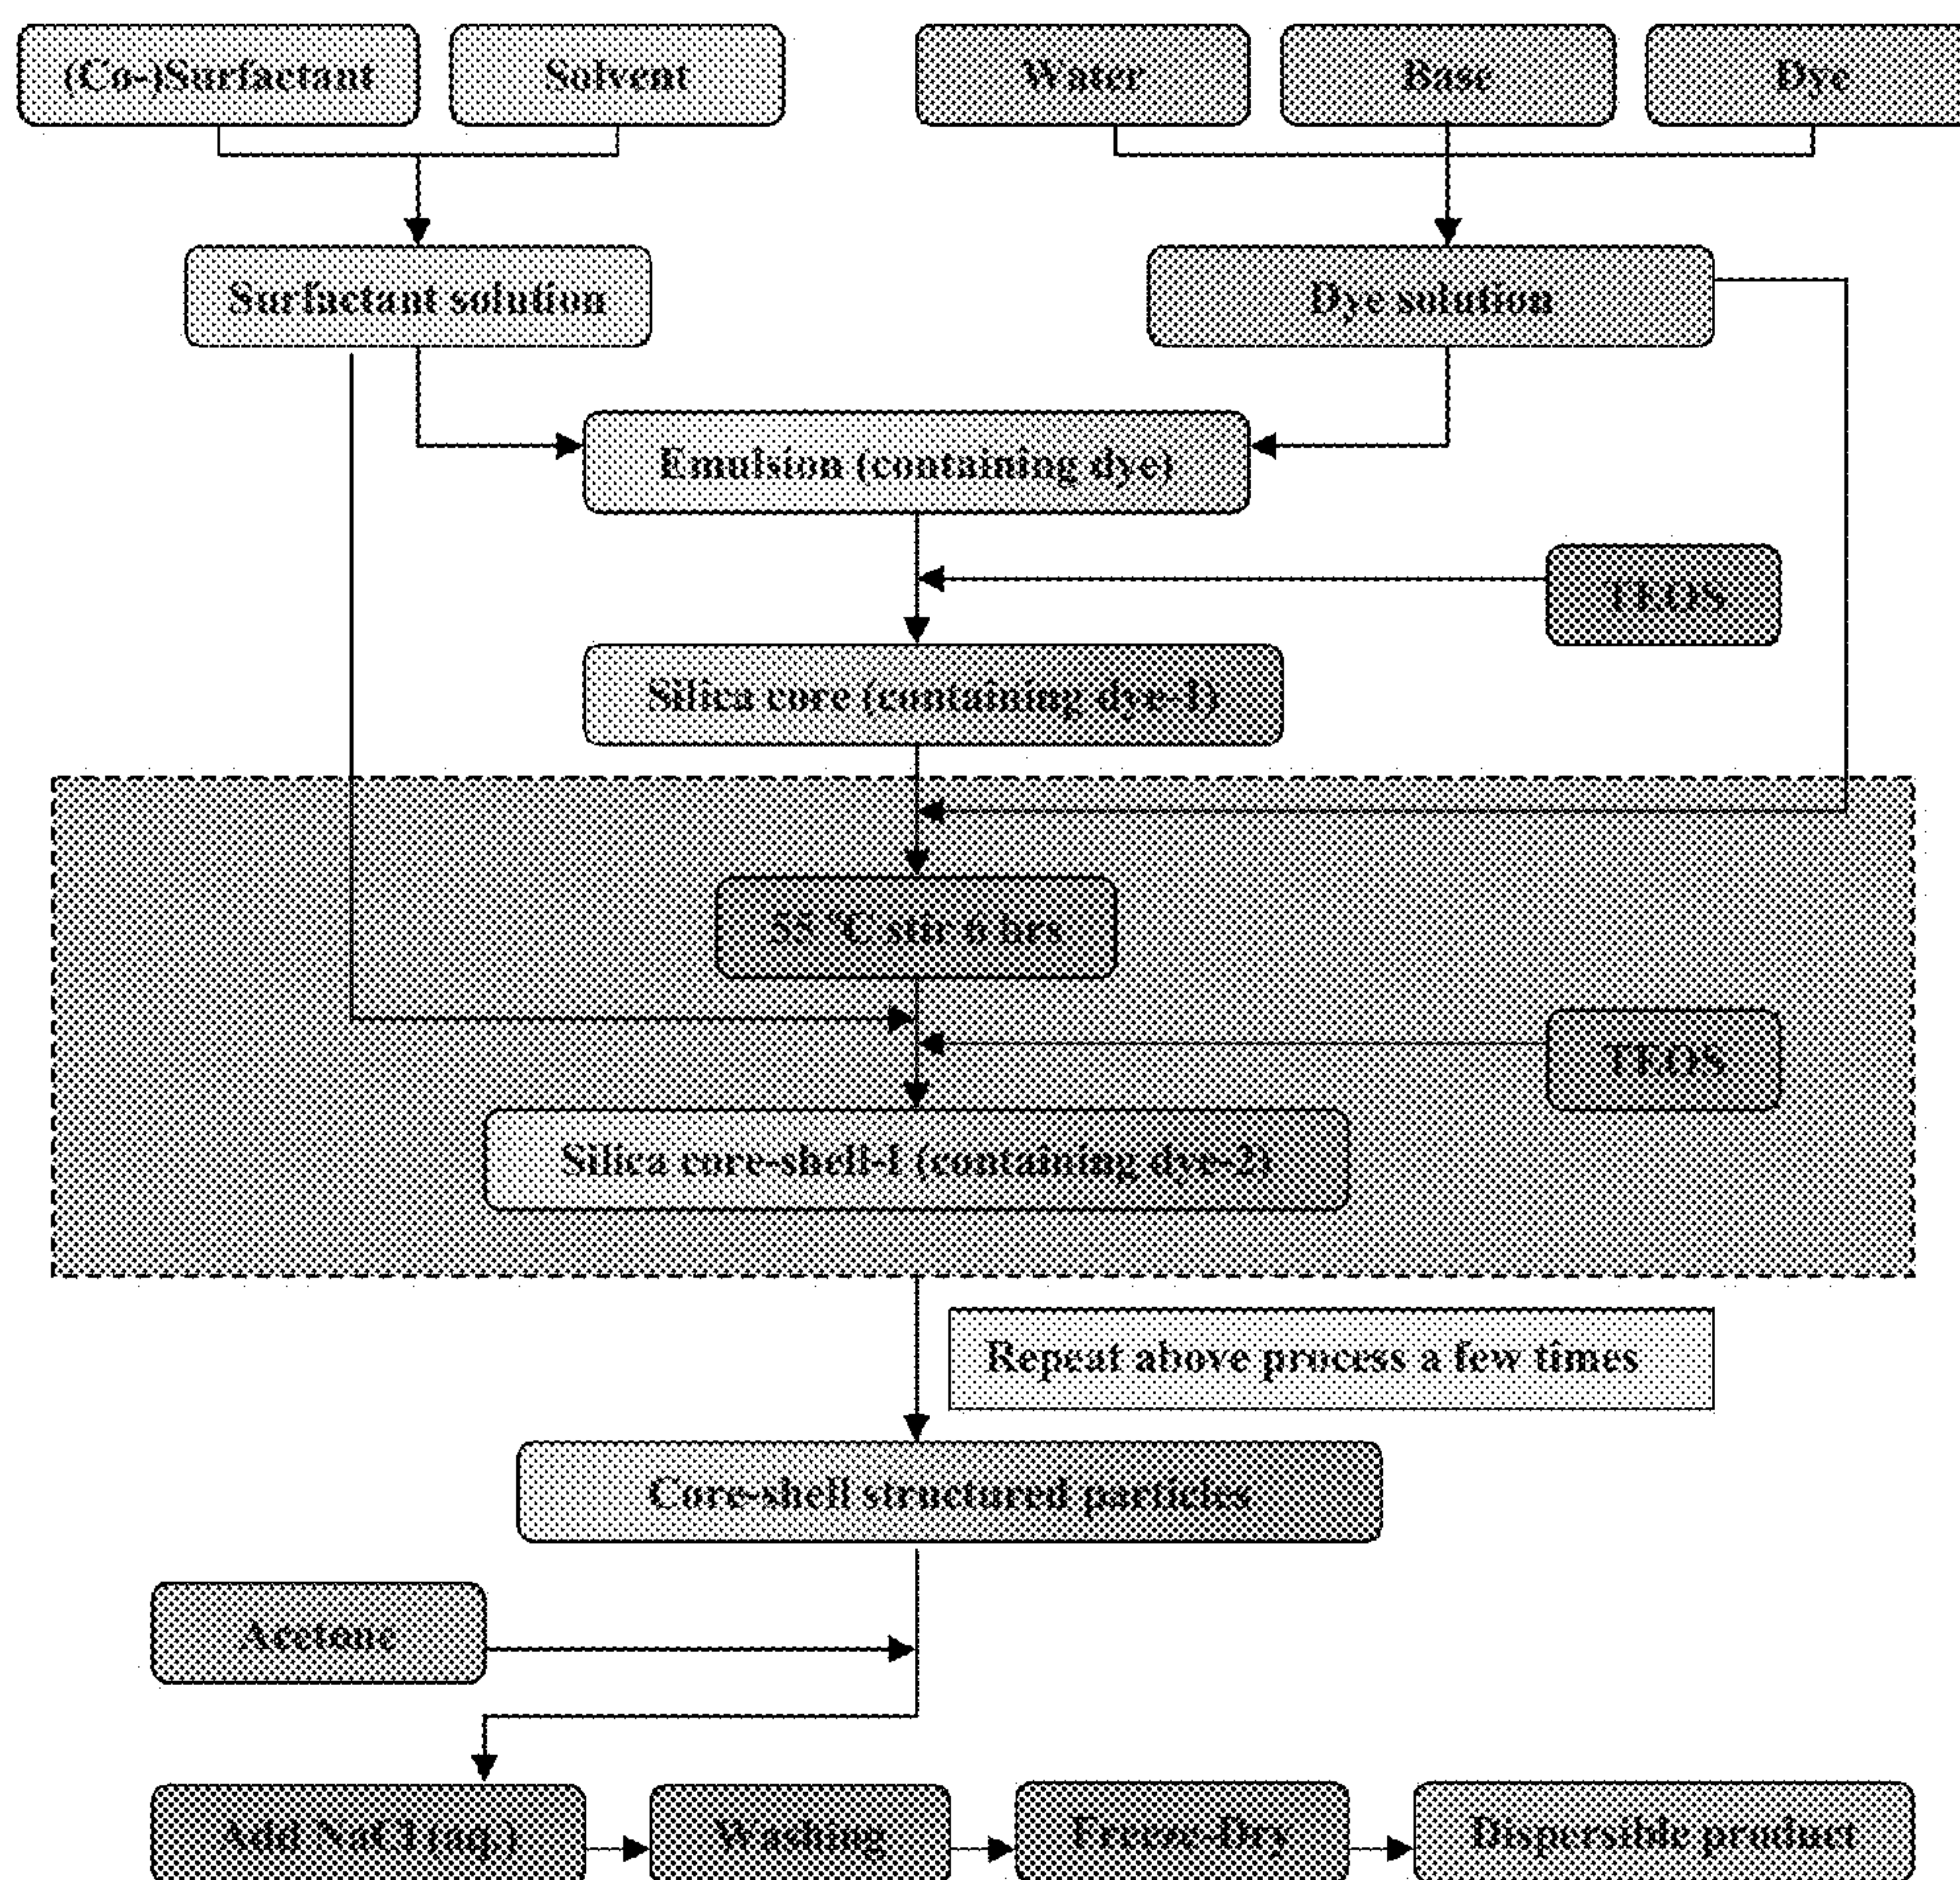 (Co-)Surfactant
Solvent
Water
Base
Dye
Surfactant solution
Dye solution
Emulsion (containing dye)
TEOS
Silica core (containing dye-1)
55 °C stir 6 hrs
TEOS
Silica core-shell-I (containing dye-2)
Repeat above process a few times
Core-shell structured particles
Acetone
Add NaCl (aq.)
Washing
Freeze-Dry
Dispersible product